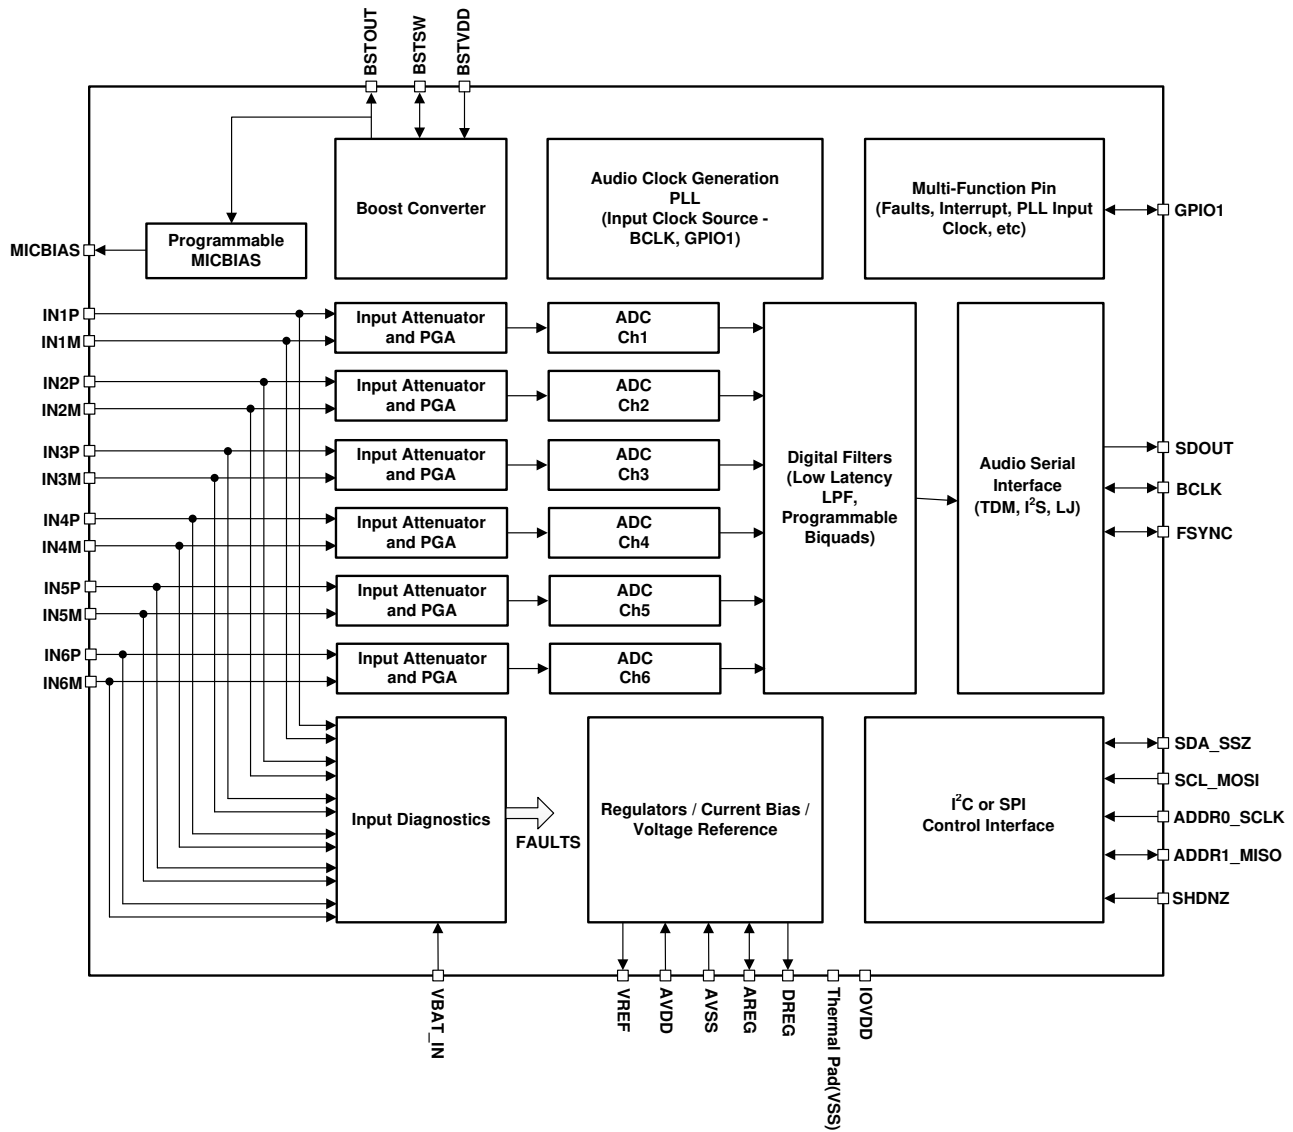 BSTOUT
BSTSW
BSTVDD
Boost Converter
Audio Clock Generation
PLL
(Input Clock Source -
BCLK, GPIO1)
Multi-Function Pin
(Faults, Interrupt, PLL Input
Clock, etc)
GPIO1
MICBIAS
Programmable
MICBIAS
IN1P
IN1M
Input Attenuator
and PGA
ADC
Ch1
IN2P
IN2M
Input Attenuator
and PGA
ADC
Ch2
IN3P
IN3M
Input Attenuator
and PGA
ADC
Ch3
IN4P
IN4M
Input Attenuator
and PGA
ADC
Ch4
IN5P
IN5M
Input Attenuator
and PGA
ADC
Ch5
IN6P
IN6M
Input Attenuator
and PGA
ADC
Ch6
Digital Filters
(Low Latency
LPF,
Programmable
Biquads)
Audio Serial
Interface
(TDM, I²S, LJ)
SDOUT
BCLK
FSYNC
Input Diagnostics
FAULTS
Regulators / Current Bias /
Voltage Reference
I²C or SPI
Control Interface
SDA_SSZ
SCL_MOSI
ADDR0_SCLK
ADDR1_MISO
SHDNZ
VBAT_IN
VREF
AVDD
AVSS
AREG
DREG
Thermal Pad(VSS)
IOVDD